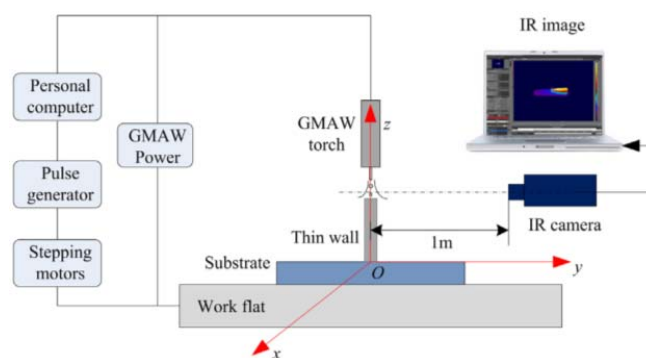 IR image
Personal
computer
GMAW
Power
GMAW
torch
z
Pulse
generator
Stepping
motors
Thin wall
1m
IR camera
Substrate
O
y
Work flat
x